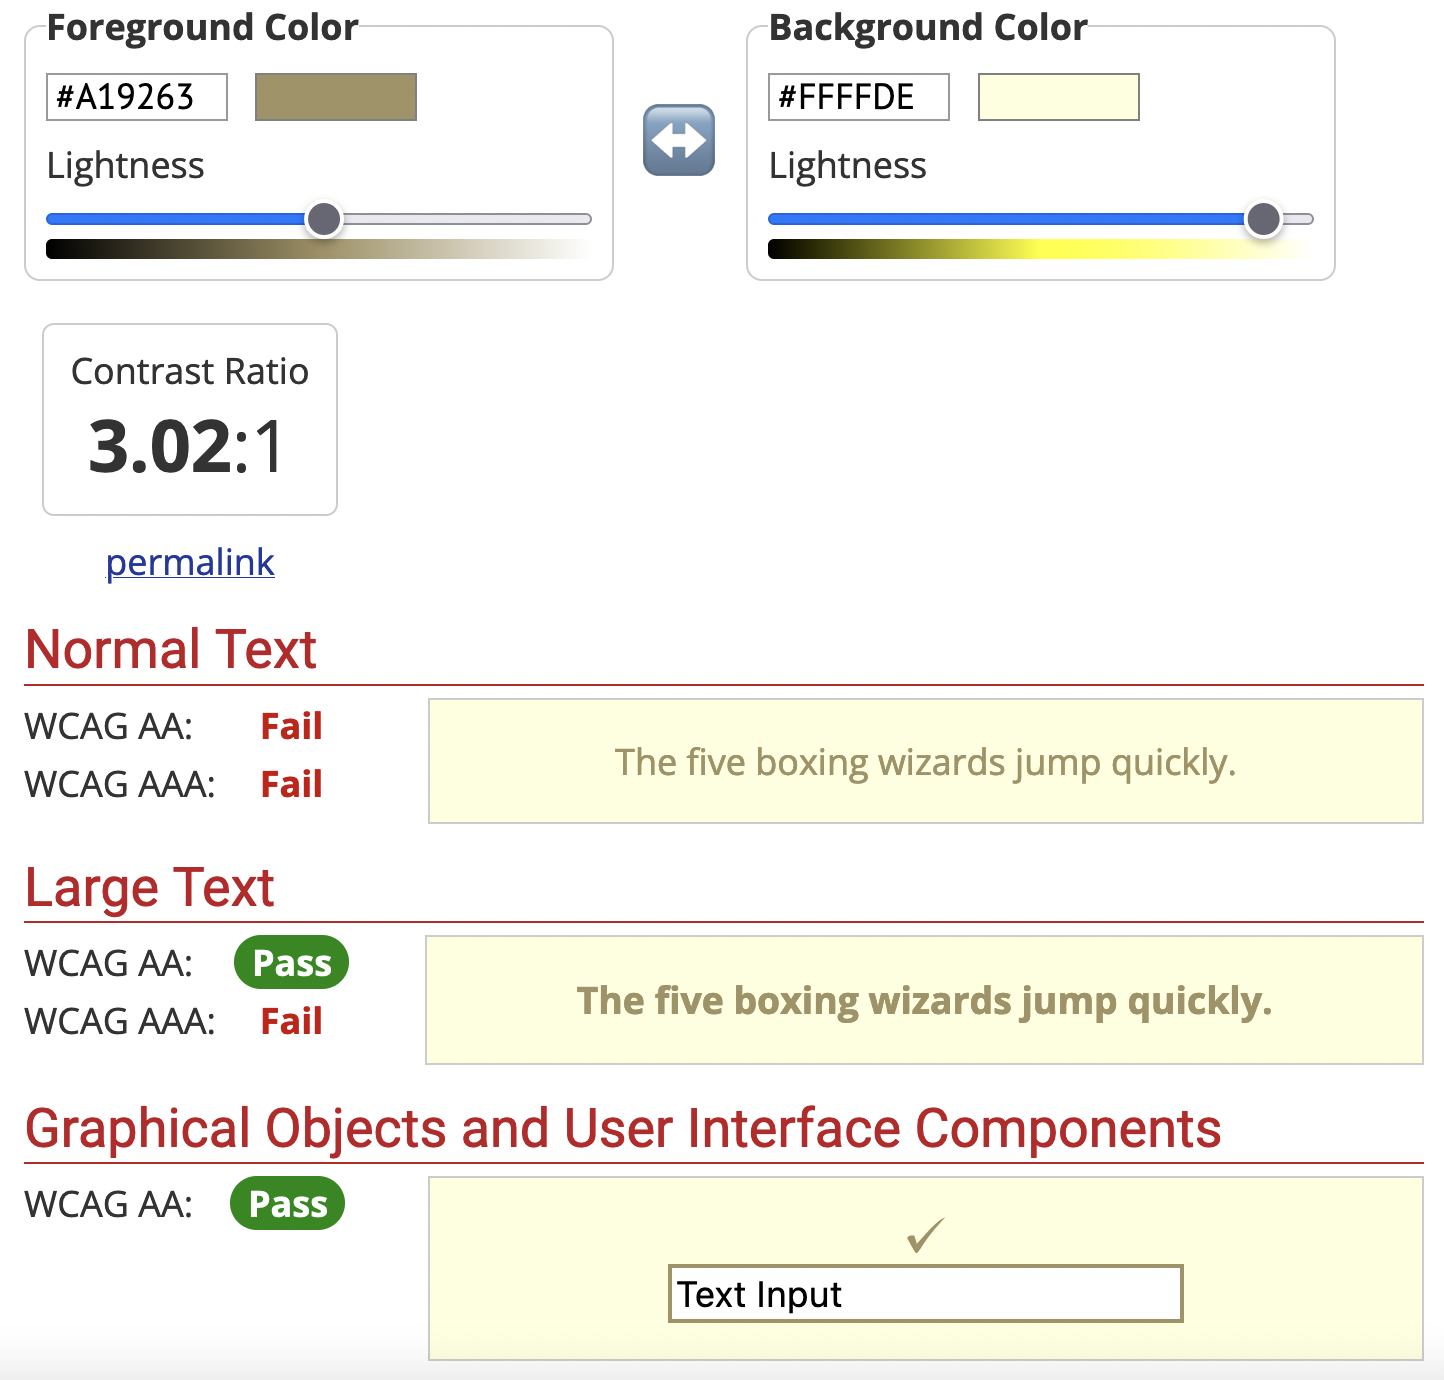 Foreground Color
#A19263
Lightness
Background Color
#FFFFDE
Lightness
Contrast Ratio
3.02:1
permalink
Normal Text
WCAG AA: Fail
WCAG AAA: Fail
The five boxing wizards jump quickly.
Large Text
WCAG AA: Pass
WCAG AAA: Fail
The five boxing wizards jump quickly.
Graphical Objects and User Interface Components
WCAG AA: Pass
✓
Text Input